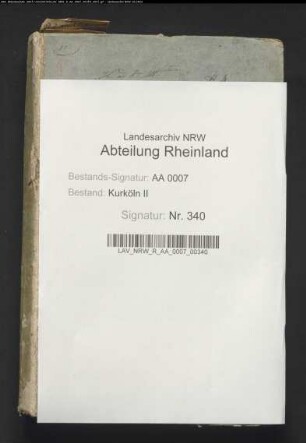 Landesarchiv NRW
Abteilung Rheinland
Bestands-Signatur: AA 0007
Bestand: Kurköln II
Signatur: Nr. 340
LAV_NRW_R_AA_0007_00340